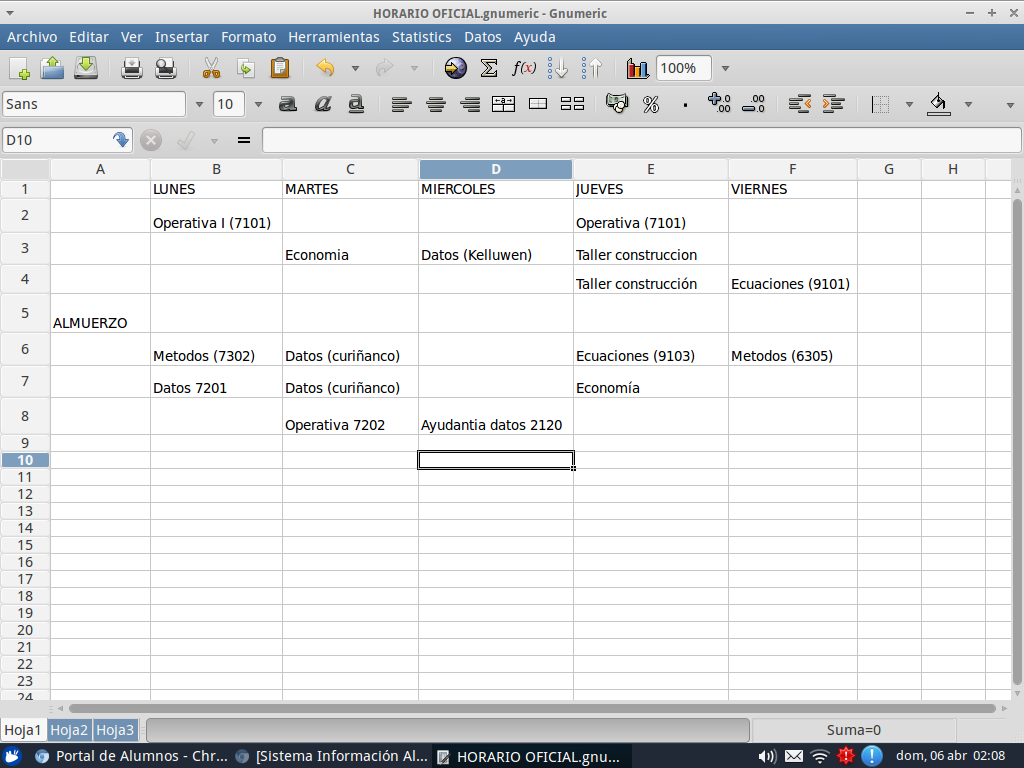 HORARIO OFICIAL.gnumeric - Gnumeric
Archivo Editar Ver Insertar Formato Herramientas Statistics Datos Ayuda
f(x) 100%
Sans 10 a a a % .0 .00
D10 =
A B C D E F G H
1 LUNES MARTES MIERCOLES JUEVES VIERNES
2 Operativa I (7101) Operativa (7101)
3 Economia Datos (Kelluwen) Taller construccion
4 Taller construcción Ecuaciones (9101)
5 ALMUERZO
6 Metodos (7302) Datos (curiñanco) Ecuaciones (9103) Metodos (6305)
7 Datos 7201 Datos (curiñanco) Economía
8 Operativa 7202 Ayudantia datos 2120
9
10
11
12
13
14
15
16
17
18
19
20
21
22
23
24
Hoja1 Hoja2 Hoja3 Suma=0
Portal de Alumnos - Chr... [Sistema Información Al... HORARIO OFICIAL.gnu... dom, 06 abr 02:08